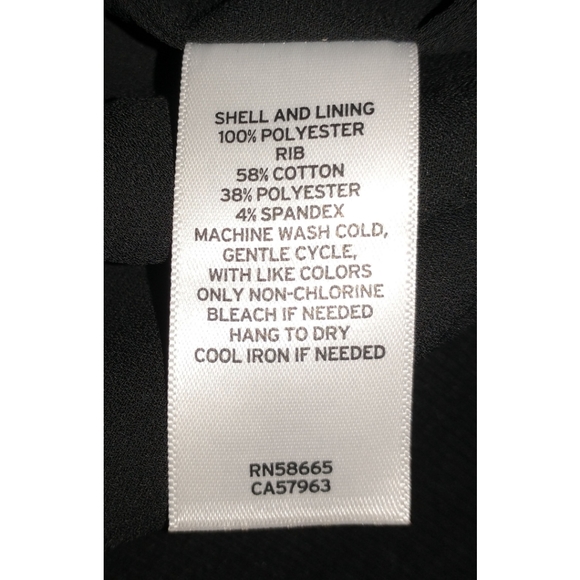 SHELL AND LINING
100% POLYESTER
RIB
58% COTTON
38% POLYESTER
4% SPANDEX
MACHINE WASH COLD,
GENTLE CYCLE,
WITH LIKE COLORS
ONLY NON-CHLORINE
BLEACH IF NEEDED
HANG TO DRY
COOL IRON IF NEEDED
RN58665
CA57963